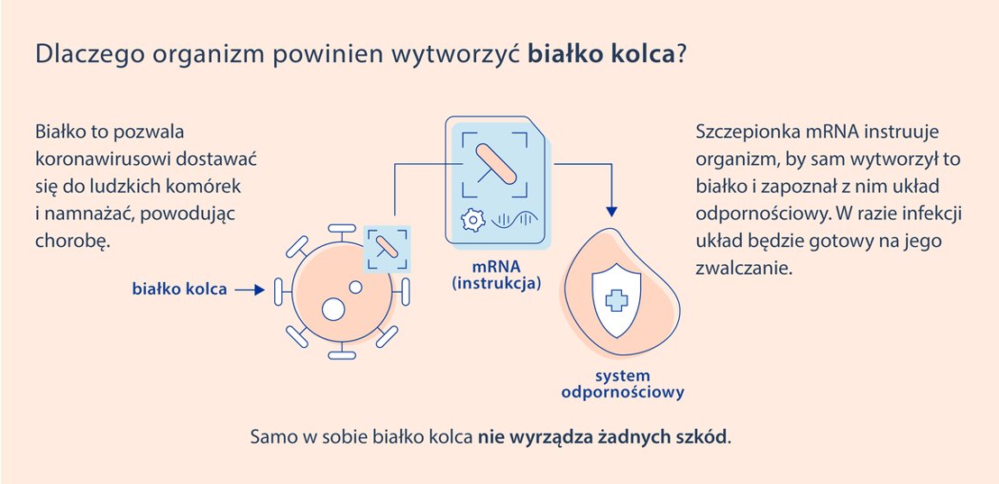 Dlaczego organizm powinien wytworzyć białko kolca?
Białko to pozwala
koronawirusowi dostawać
się do ludzkich komórek
i namnażać, powodując
chorobę.
białko kolca
mRNA
(instrukcja)
system
odpornościowy
Szczepionka mRNA instruuje
organizm, by sam wytworzył to
białko i zapoznał z nim układ
odpornościowy. W razie infekcji
układ będzie gotowy na jego
zwalczanie.
Samo w sobie białko kolca nie wyrządza żadnych szkód.